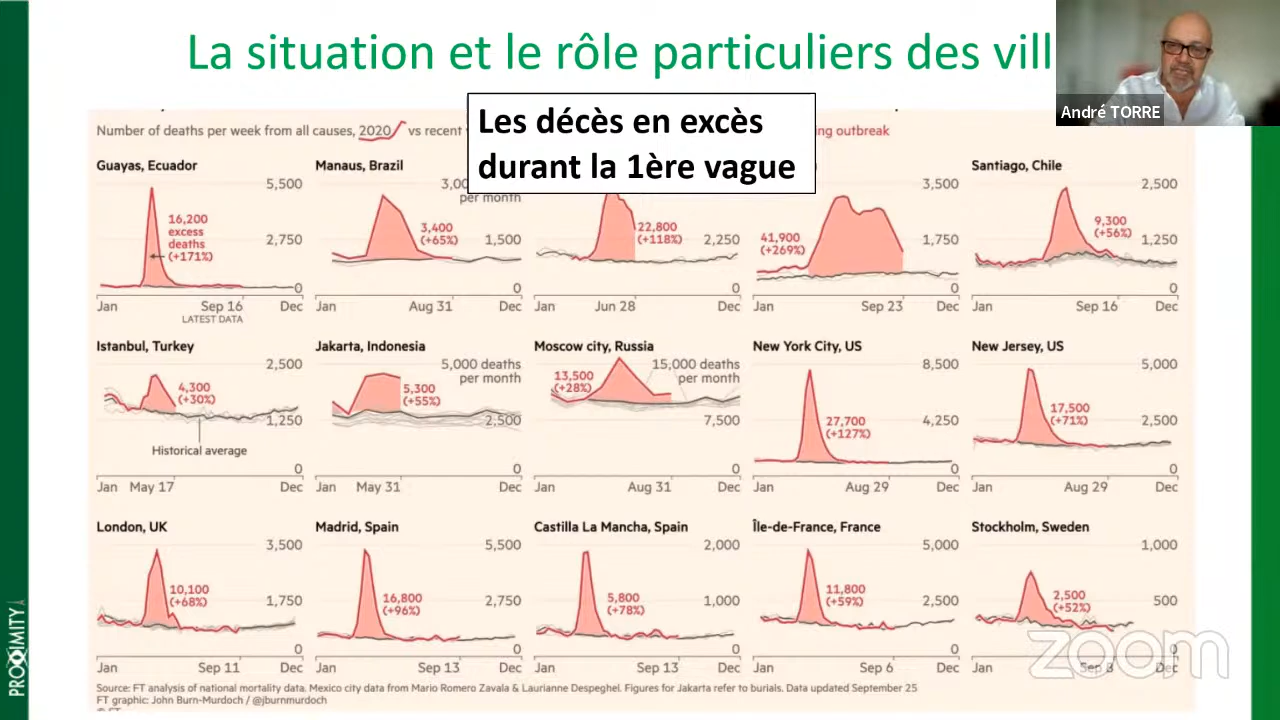 La situation et le rôle particuliers des vill
André TORRE
Les décès en excès
durant la 1ère vague
Number of deaths per week from all causes, 2020 vs recent
ng outbreak
Guayas, Ecuador
5,500
16,200
excess
deaths
(+171%)
2,750
0
Jan Sep 16 Dec
LATEST DATA
Manaus, Brazil
per month
3,400
(+65%)
1,500
0
Jan Aug 31 Dec
22,800
(+118%)
2,250
0
Jan Jun 28 Dec
3,500
41,900
(+269%)
1,750
0
Jan Sep 23 Dec
Santiago, Chile
2,500
9,300
(+56%)
1,250
0
Jan Sep 16 Dec
Istanbul, Turkey
2,500
4,300
(+30%)
1,250
Historical average
0
Jan May 17 Dec
Jakarta, Indonesia
5,000 deaths
per month
5,300
(+55%)
2,500
0
Jan May 31 Dec
Moscow city, Russia
15,000 deaths
per month
13,500
(+28%)
7,500
0
Jan Aug 31 Dec
New York City, US
8,500
27,700
(+127%)
4,250
0
Jan Aug 29 Dec
New Jersey, US
5,000
17,500
(+71%)
2,500
0
Jan Aug 29 Dec
London, UK
3,500
10,100
(+68%)
1,750
0
Jan Sep 11 Dec
Madrid, Spain
5,500
16,800
(+96%)
2,750
0
Jan Sep 13 Dec
Castilla La Mancha, Spain
2,000
5,800
(+78%)
1,000
0
Jan Sep 13 Dec
Île-de-France, France
5,000
11,800
(+59%)
2,500
0
Jan Sep 6 Dec
Stockholm, Sweden
1,000
2,500
(+52%)
500
0
Jan Sep 8 Dec
Source: FT analysis of national mortality data. Mexico city data from Mario Romero Zavala & Laurianne Despeghel. Figures for Jakarta refer to burials. Data updated September 25
FT graphic: John Burn-Murdoch / @jburnmurdoch
© FT
PROXIMITY
zoom